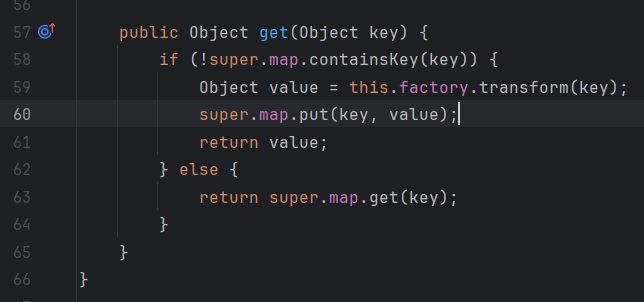 56
57 public Object get(Object key) {
58 if (!super.map.containsKey(key)) {
59 Object value = this.factory.transform(key);
60 super.map.put(key, value);
61 return value;
62 } else {
63 return super.map.get(key);
64 }
65 }
66 }